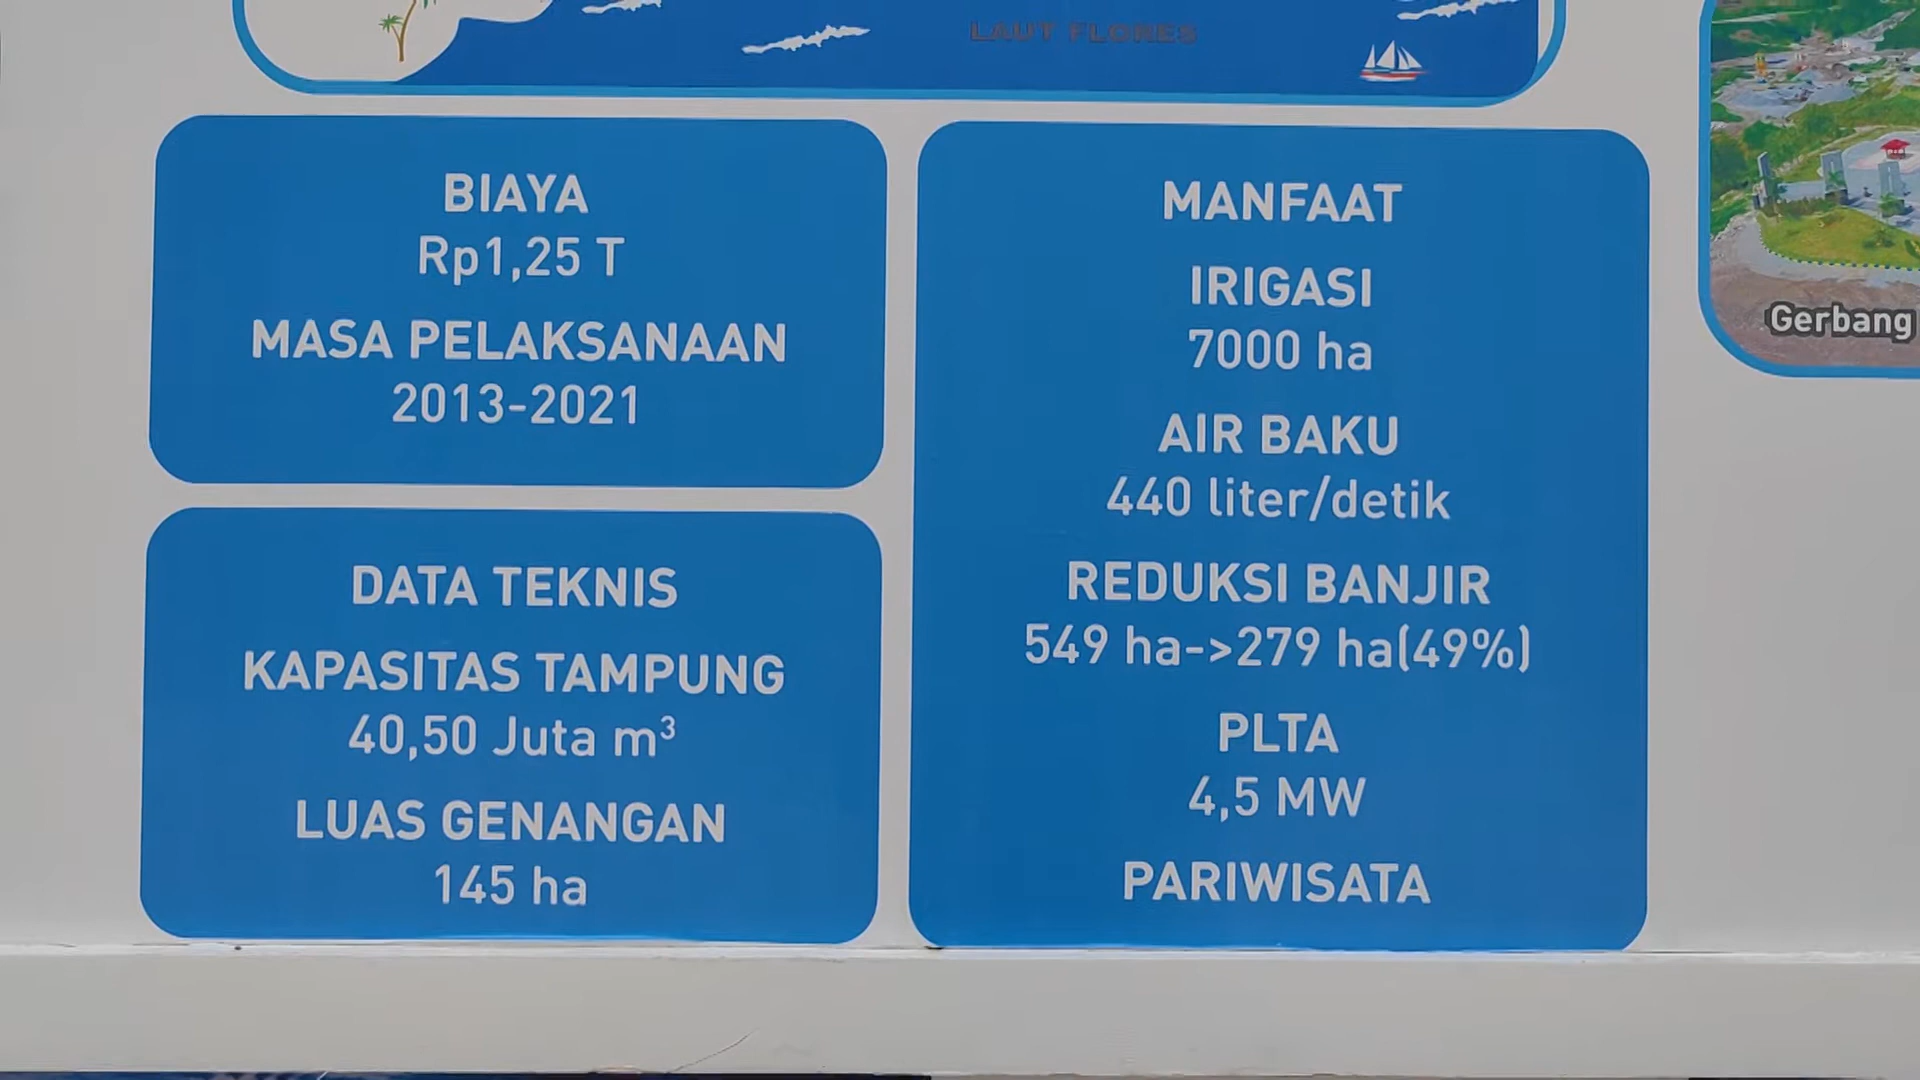 LAUT FLORES
BIAYA
Rp1,25 T
MASA PELAKSANAAN
2013-2021
DATA TEKNIS
KAPASITAS TAMPUNG
40,50 Juta m³
LUAS GENANGAN
145 ha
MANFAAT
IRIGASI
7000 ha
AIR BAKU
440 liter/detik
REDUKSI BANJIR
549 ha->279 ha(49%)
PLTA
4,5 MW
PARIWISATA
Gerbang